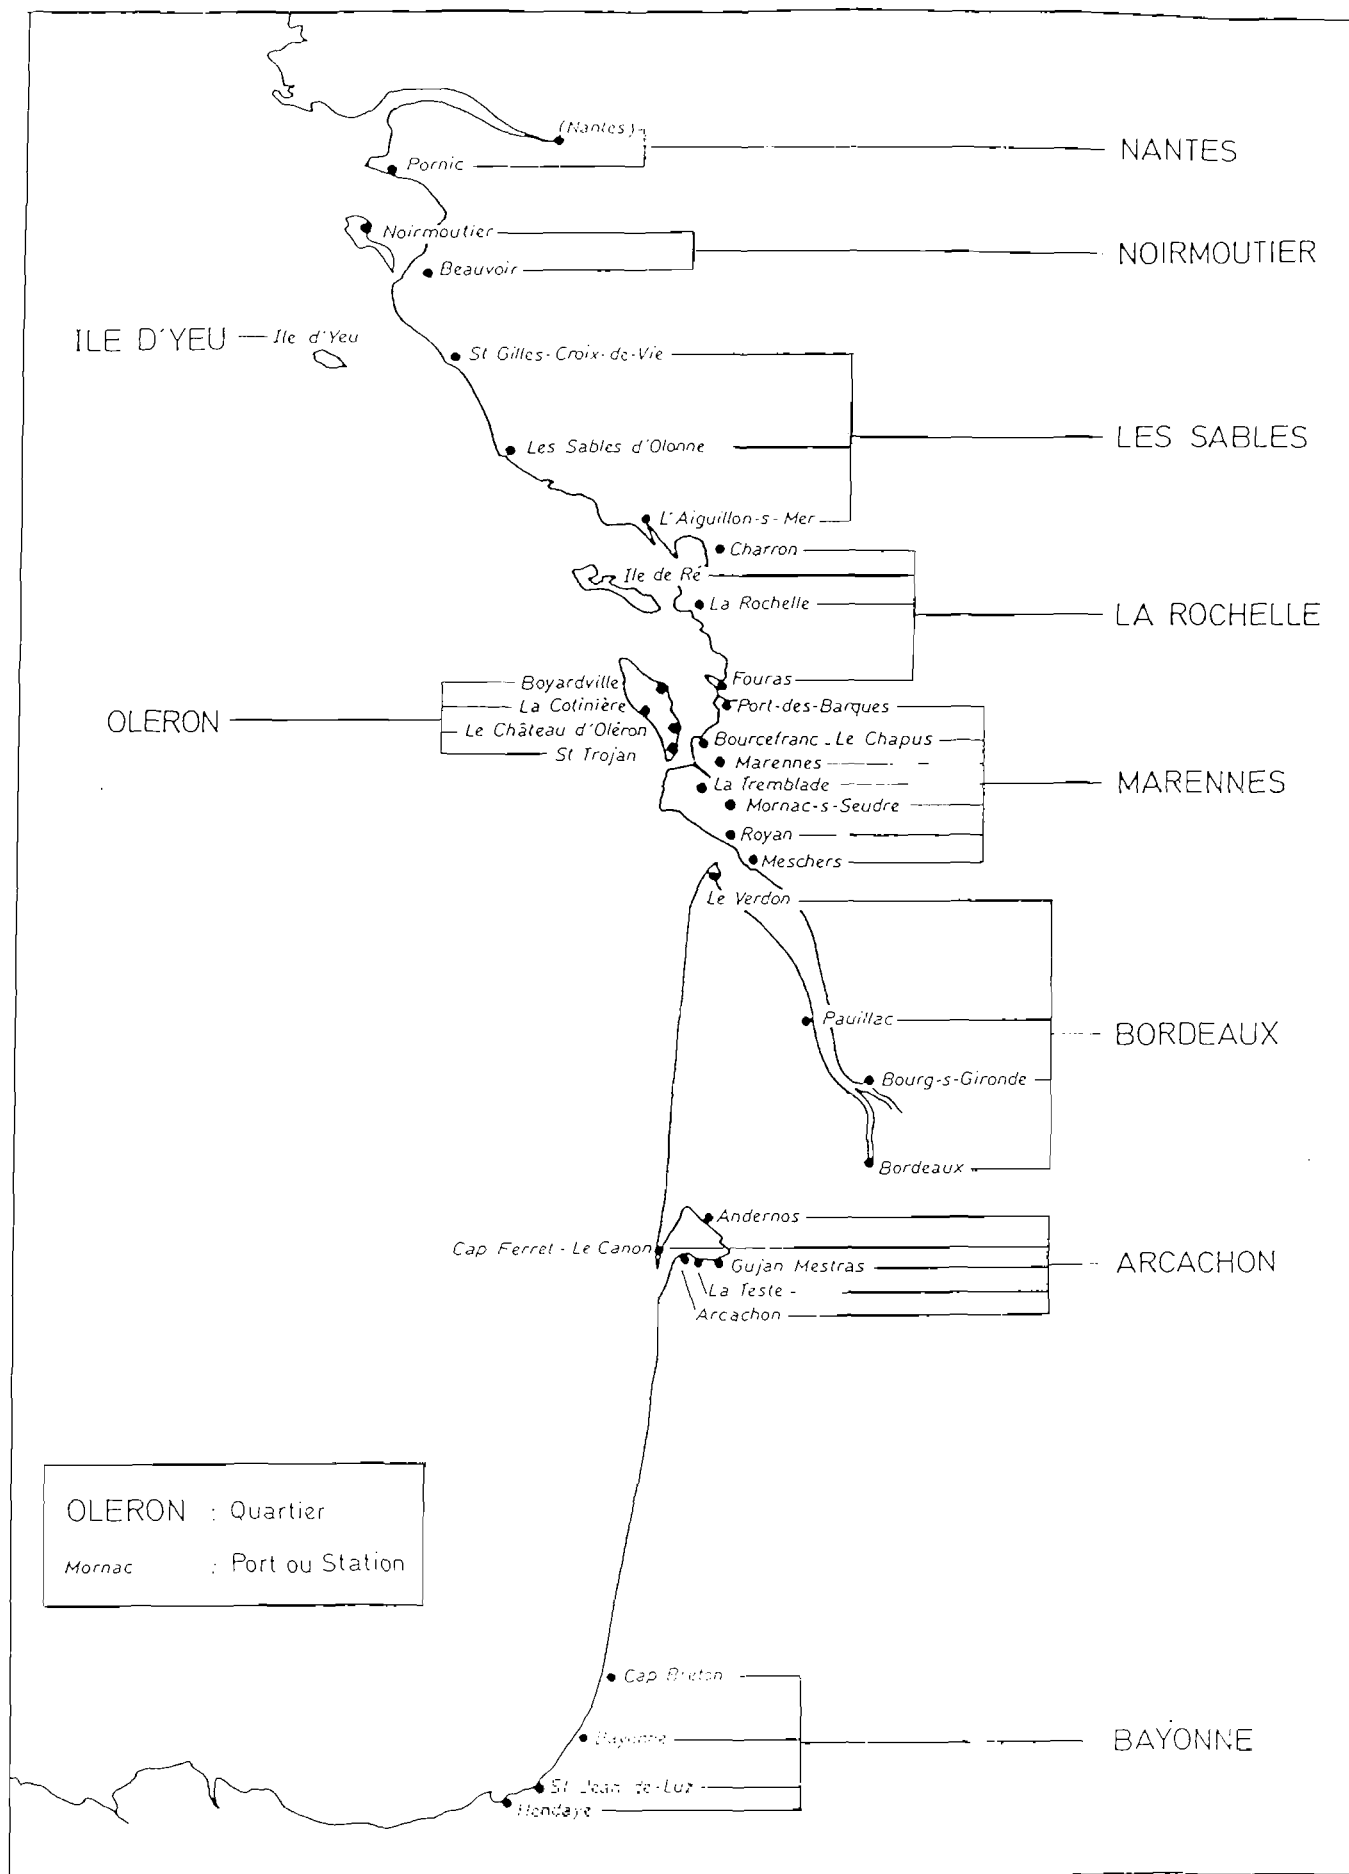 (Nantes)
NANTES
Pornic
Noirmoutier
NOIRMOUTIER
Beauvoir
ILE D'YEU
Ile d'Yeu
St Gilles-Croix-de-Vie
LES SABLES
Les Sables d'Olonne
L'Aiguillon-s-Mer
Charron
Ile de Ré
La Rochelle
LA ROCHELLE
Fouras
Boyardville
La Cotinière
OLERON
Le Château d'Oléron
St Trojan
Port-des-Barques
Bourcefranc-Le Chapus
Marennes
MARENNES
La Tremblade
Mornac-s-Seudre
Royan
Meschers
Le Verdon
Pauillac
BORDEAUX
Bourg-s-Gironde
Bordeaux
Andernos
Cap Ferret - Le Canon
ARCACHON
Gujan Mestras
La Teste
Arcachon
OLERON : Quartier
Mornac : Port ou Station
Cap Breton
Bayonne
BAYONNE
St Jean de-Luz
Hendaye